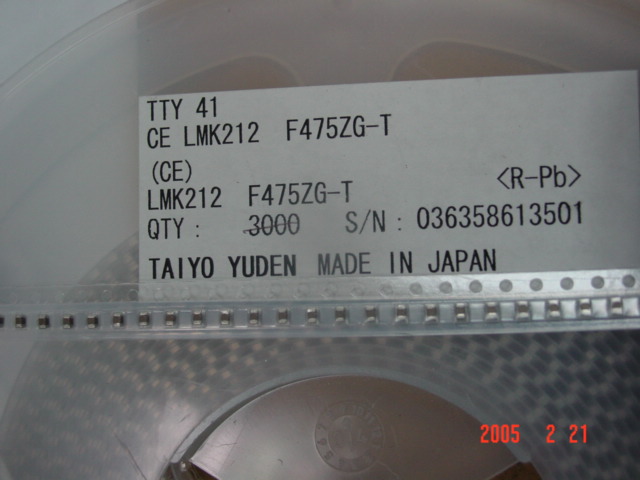 TTY 41
CE LMK212 F475ZG-T
(CE)
LMK212 F475ZG-T <R-Pb>
QTY : 3000 S/N : 036358613501
TAIYO YUDEN MADE IN JAPAN
2005 2 21